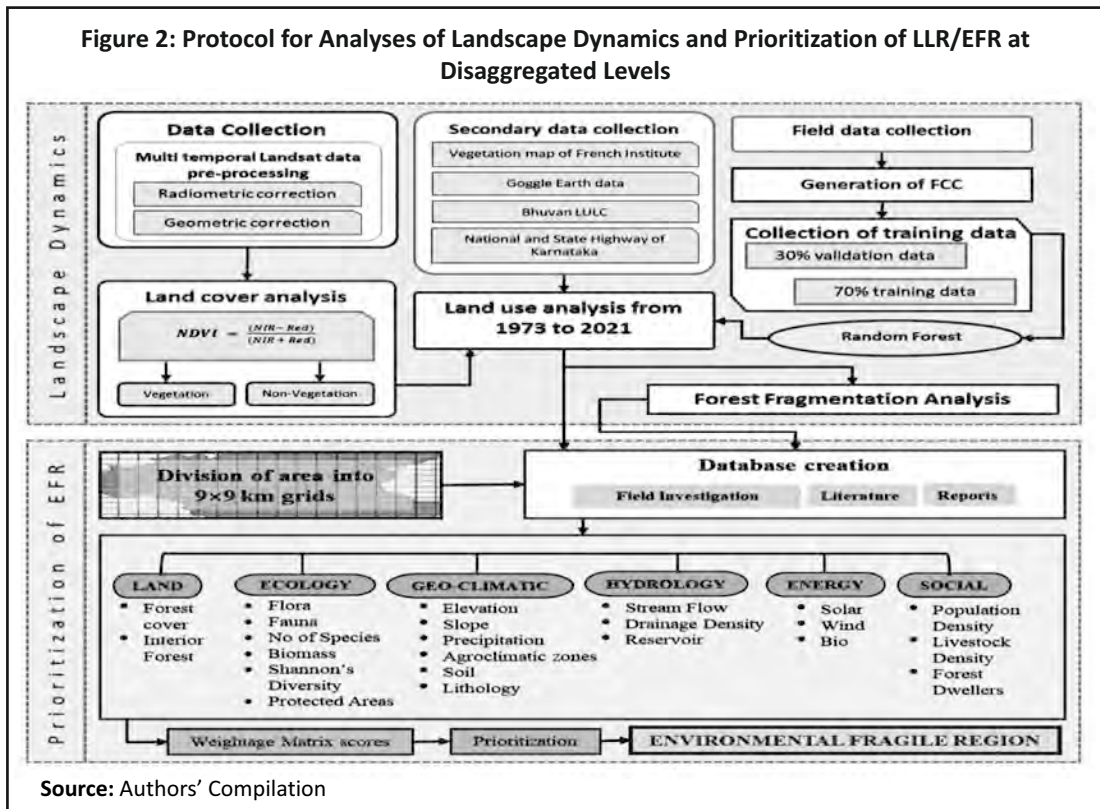 Figure 2: Protocol for Analyses of Landscape Dynamics and Prioritization of LLR/EFR at
Disaggregated Levels
Landscape Dynamics
Data Collection
Multi temporal Landsat data
pre-processing
Radiometric correction
Geometric correction
Land cover analysis
NDVI = (NIR− Red)
(NIR+ Red)
Vegetation
Non-Vegetation
Secondary data collection
Vegetation map of French Institute
Goggle Earth data
Bhuvan LULC
National and State Highway of
Karnataka
Land use analysis from
1973 to 2021
Field data collection
Generation of FCC
Collection of training data
30% validation data
70% training data
Random Forest
Forest Fragmentation Analysis
Prioritization of EFR
Division of area into
9×9 km grids
Database creation
Field Investigation
Literature
Reports
LAND
• Forest
cover
• Interior
Forest
ECOLOGY
• Flora
• Fauna
• No of Species
• Biomass
• Shannon's
Diversity
• Protected Areas
GEO-CLIMATIC
• Elevation
• Slope
• Precipitation
• Agroclimatic zones
• Soil
• Lithology
HYDROLOGY
• Stream Flow
• Drainage Density
• Reservoir
ENERGY
• Solar
• Wind
• Bio
SOCIAL
• Population
Density
• Livestock
Density
• Forest
Dwellers
Weighage Matrix scores
Prioritization
ENVIRONMENTAL FRAGILE REGION
Source: Authors' Compilation